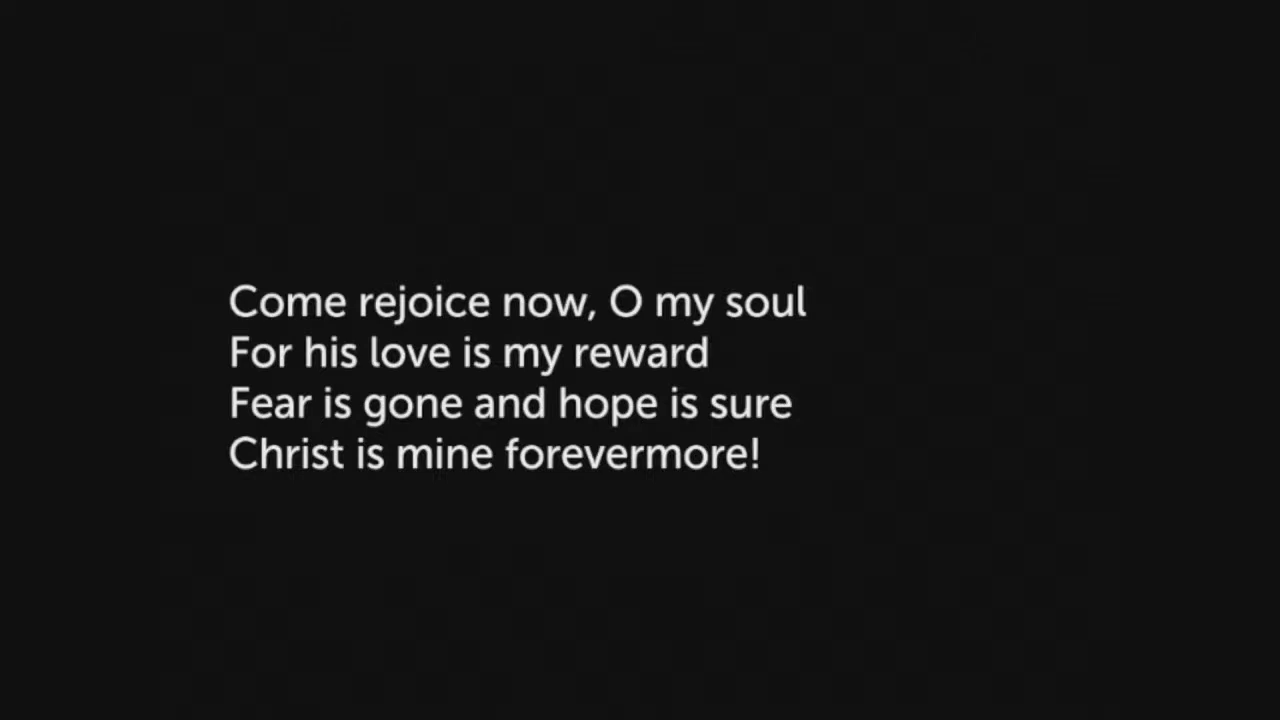 Come rejoice now, O my soul
For his love is my reward
Fear is gone and hope is sure
Christ is mine forevermore!